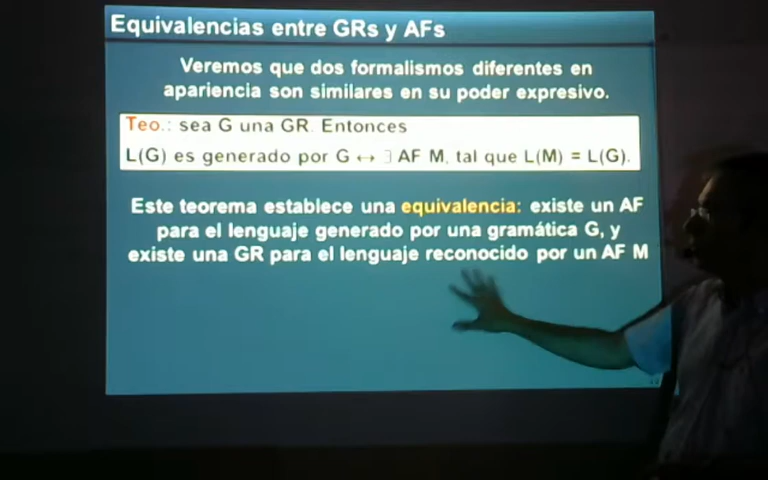 Equivalencias entre GRs y AFs
Veremos que dos formalismos diferentes en
apariencia son similares en su poder expresivo.
Teo.: sea G una GR. Entonces
L(G) es generado por G ↔ ∃ AF M, tal que L(M) = L(G).
Este teorema establece una equivalencia: existe un AF
para el lenguaje generado por una gramática G, y
existe una GR para el lenguaje reconocido por un AF M